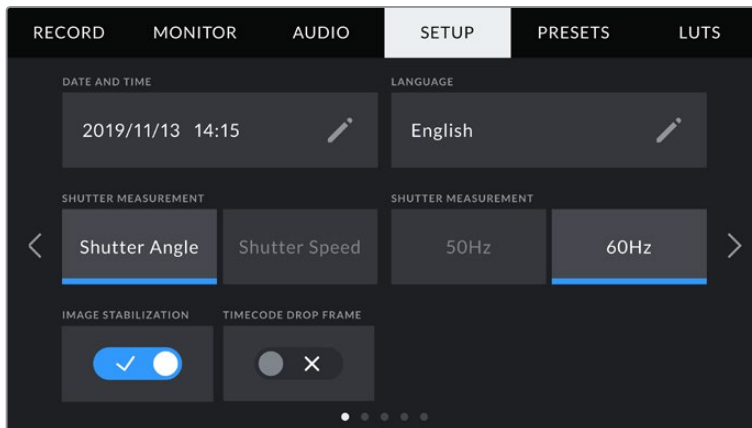 RECORD MONITOR AUDIO SETUP PRESETS LUTS
DATE AND TIME LANGUAGE
2019/11/13 14:15 English
SHUTTER MEASUREMENT SHUTTER MEASUREMENT
Shutter Angle Shutter Speed 50Hz 60Hz
IMAGE STABILIZATION TIMECODE DROP FRAME